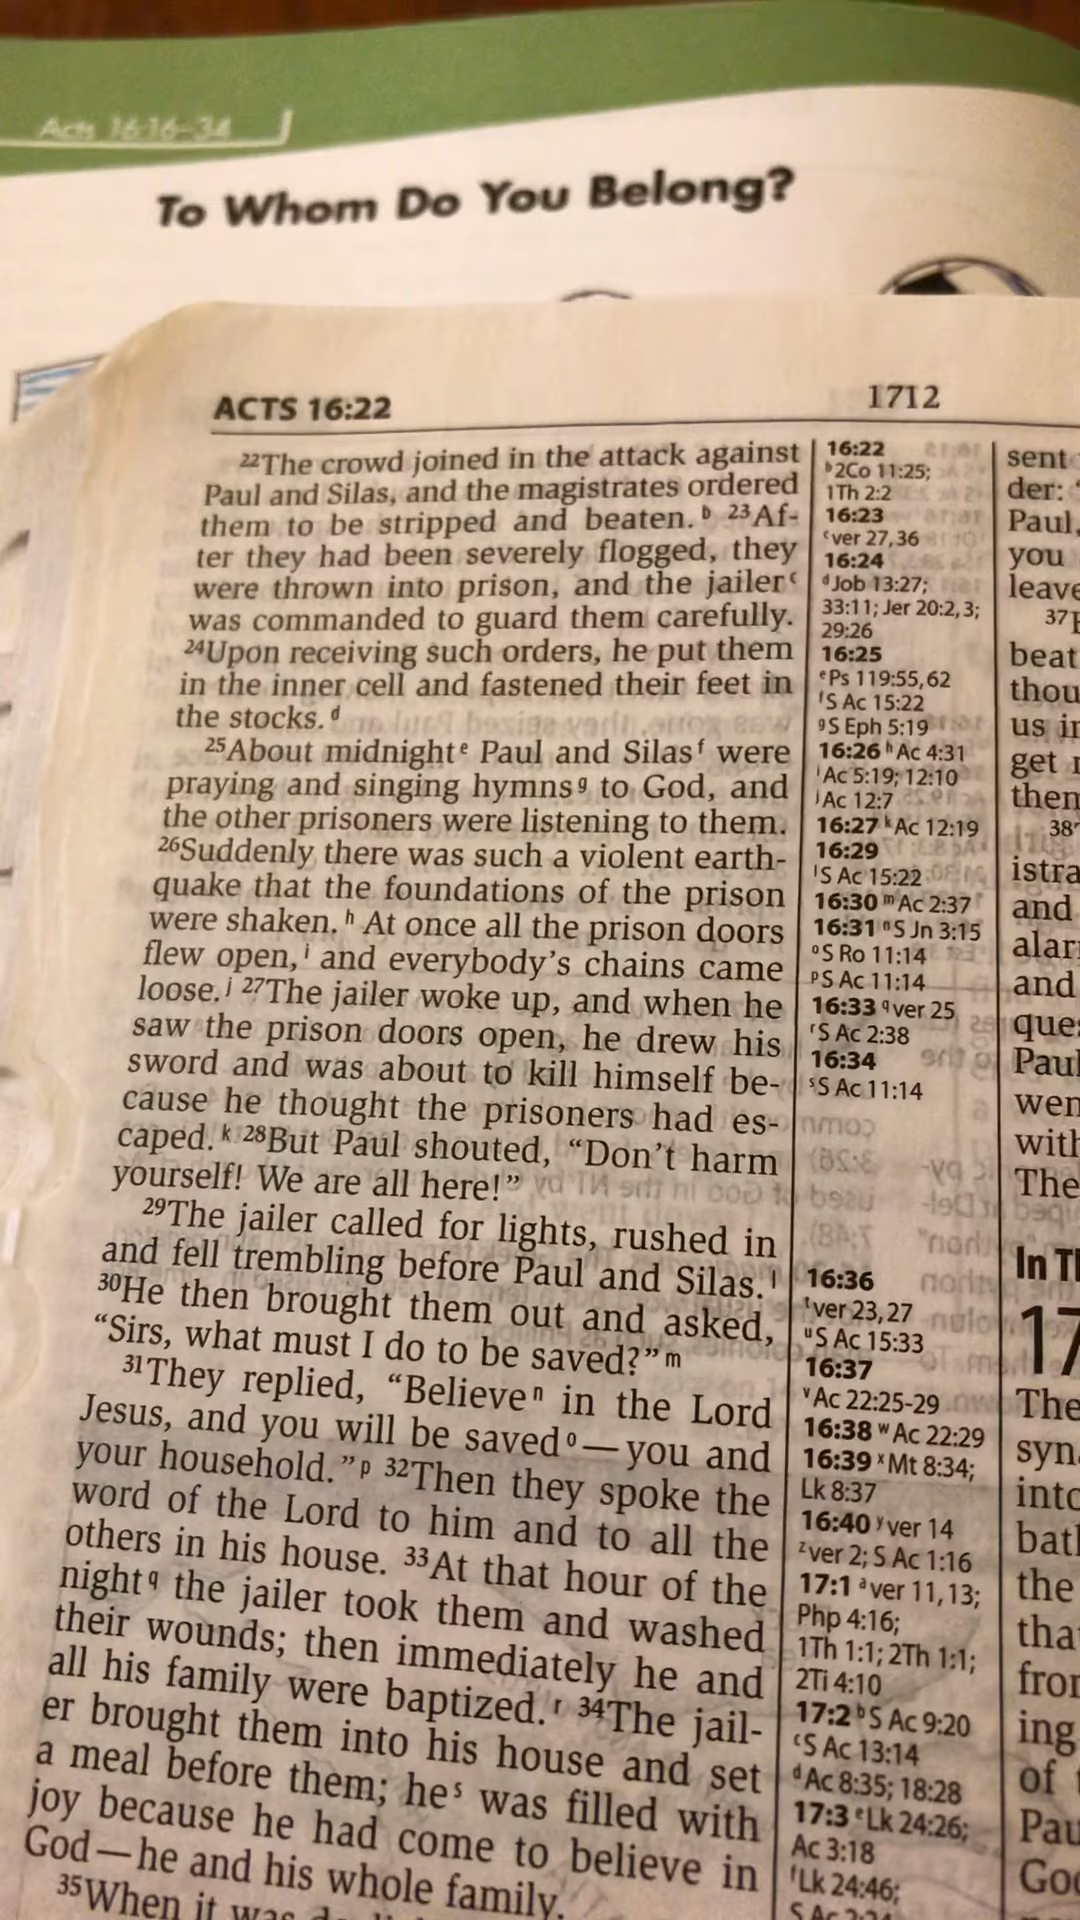 Acts 16:16-34
To Whom Do You Belong?
ACTS 16:22
1712
22The crowd joined in the attack against
Paul and Silas, and the magistrates ordered
them to be stripped and beaten. b 23Af-
ter they had been severely flogged, they
were thrown into prison, and the jailer c
was commanded to guard them carefully.
24Upon receiving such orders, he put them
in the inner cell and fastened their feet in
the stocks. d
25About midnight e Paul and Silas f were
praying and singing hymns g to God, and
the other prisoners were listening to them.
26Suddenly there was such a violent earth-
quake that the foundations of the prison
were shaken. h At once all the prison doors
flew open, i and everybody's chains came
loose. j 27The jailer woke up, and when he
saw the prison doors open, he drew his
sword and was about to kill himself be-
cause he thought the prisoners had es-
caped. k 28But Paul shouted, “Don't harm
yourself! We are all here!”
29The jailer called for lights, rushed in
and fell trembling before Paul and Silas. l
30He then brought them out and asked,
“Sirs, what must I do to be saved?” m
31They replied, “Believe n in the Lord
Jesus, and you will be saved o—you and
your household.” p 32Then they spoke the
word of the Lord to him and to all the
others in his house. 33At that hour of the
night q the jailer took them and washed
their wounds; then immediately he and
all his family were baptized. r 34The jail-
er brought them into his house and set
a meal before them; he s was filled with
joy because he had come to believe in
God—he and his whole family.
35When it was
16:22
b 2Co 11:25;
1Th 2:2
16:23
c ver 27,36
16:24
d Job 13:27;
33:11; Jer 20:2,3;
29:26
16:25
e Ps 119:55,62
f S Ac 15:22
g S Eph 5:19
16:26 h Ac 4:31
i Ac 5:19; 12:10
j Ac 12:7
16:27 k Ac 12:19
16:29
l S Ac 15:22
16:30 m Ac 2:37
16:31 n S Jn 3:15
o S Ro 11:14
p S Ac 11:14
16:33 q ver 25
r S Ac 2:38
16:34
s S Ac 11:14
16:36
t ver 23,27
u S Ac 15:33
16:37
v Ac 22:25-29
16:38 w Ac 22:29
16:39 x Mt 8:34;
Lk 8:37
16:40 y ver 14
z ver 2; S Ac 1:16
17:1 a ver 11,13;
Php 4:16;
1Th 1:1; 2Th 1:1;
2Ti 4:10
17:2 b S Ac 9:20
c S Ac 13:14
d Ac 8:35; 18:28
17:3 e Lk 24:26;
Ac 3:18
f Lk 24:46;
sent
der:
Paul,
you
leave
37
beat
thou
us in
get
them
38
istra
and
alar
and
que
Paul
wen
with
The
In Th
17
The
syn
into
bath
the
tha
from
ing
of
Pau
God